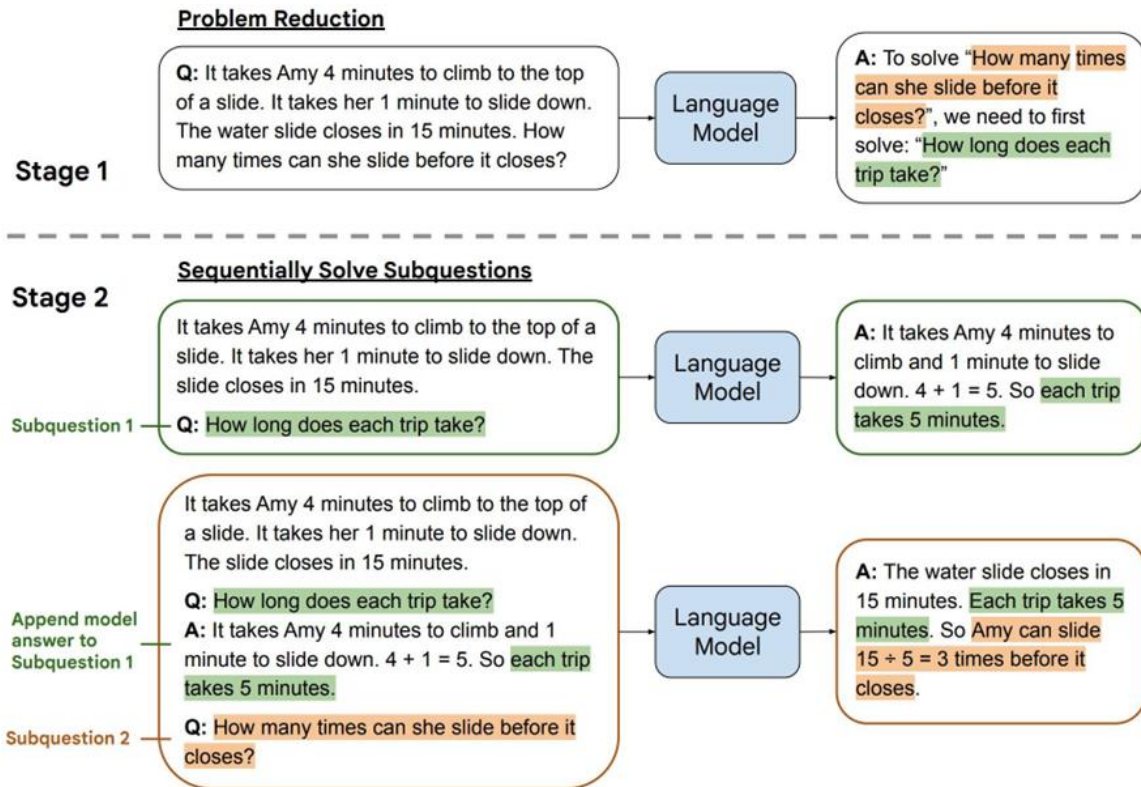 Problem Reduction
Stage 1
Q: It takes Amy 4 minutes to climb to the top
of a slide. It takes her 1 minute to slide down.
The water slide closes in 15 minutes. How
many times can she slide before it closes?
Language
Model
A: To solve “How many times
can she slide before it
closes?”, we need to first
solve: “How long does each
trip take?”
Stage 2
Sequentially Solve Subquestions
It takes Amy 4 minutes to climb to the top of a
slide. It takes her 1 minute to slide down. The
slide closes in 15 minutes.
Subquestion 1
Q: How long does each trip take?
Language
Model
A: It takes Amy 4 minutes to
climb and 1 minute to slide
down. 4 + 1 = 5. So each trip
takes 5 minutes.
It takes Amy 4 minutes to climb to the top of
a slide. It takes her 1 minute to slide down.
The slide closes in 15 minutes.
Append model
answer to
Subquestion 1
Q: How long does each trip take?
A: It takes Amy 4 minutes to climb and 1
minute to slide down. 4 + 1 = 5. So each trip
takes 5 minutes.
Subquestion 2
Q: How many times can she slide before it
closes?
Language
Model
A: The water slide closes in
15 minutes. Each trip takes 5
minutes. So Amy can slide
15 ÷ 5 = 3 times before it
closes.